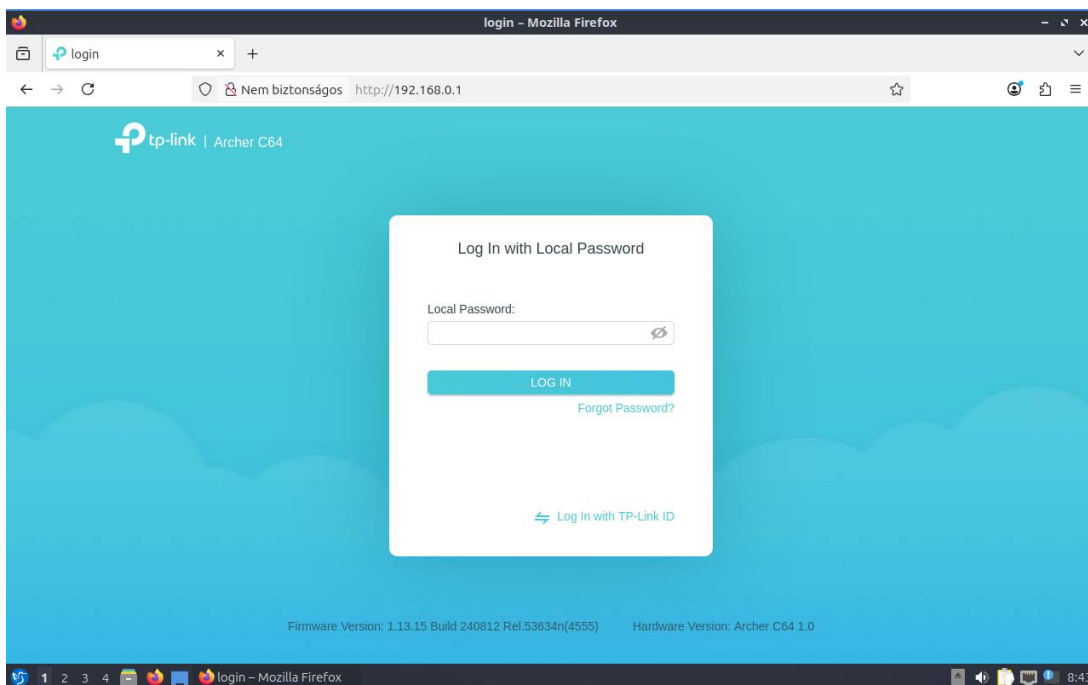 login – Mozilla Firefox
login
Nem biztonságos http://192.168.0.1
tp-link | Archer C64
Log In with Local Password
Local Password:
LOG IN
Forgot Password?
Log In with TP-Link ID
Firmware Version: 1.13.15 Build 240812 Rel.53634n(4555) Hardware Version: Archer C64 1.0
1 2 3 4 login – Mozilla Firefox